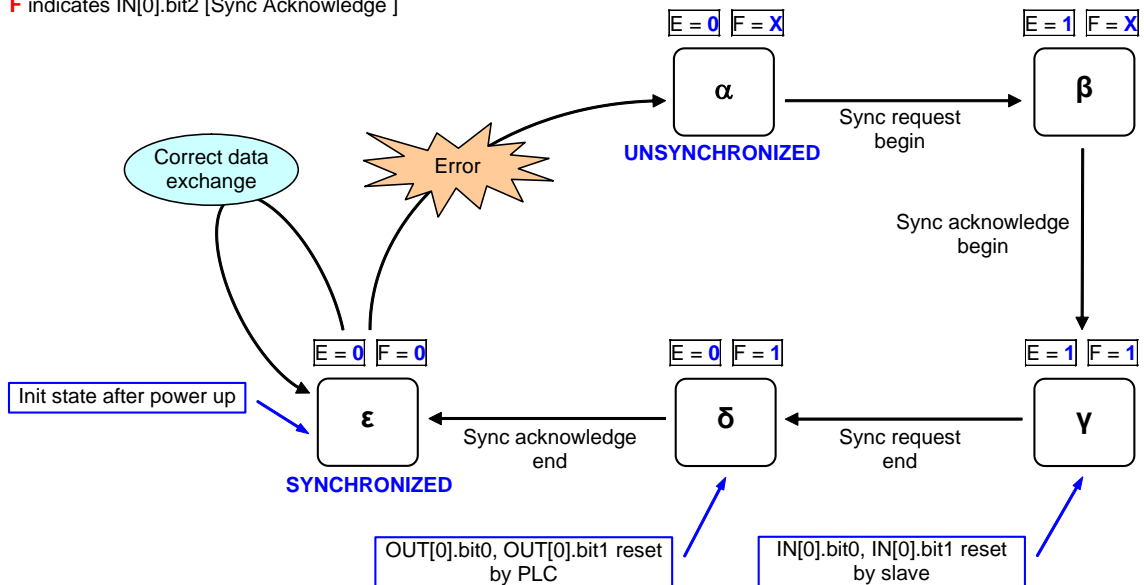 F indicates IN[0].bit2 [Sync Acknowledge ]
E = 0 F = X
E = 1 F = X
α
β
Sync request
begin
UNSYNCHRONIZED
Correct data
exchange
Error
Sync acknowledge
begin
E = 0 F = 0
E = 0 F = 1
E = 1 F = 1
Init state after power up
ε
δ
γ
Sync acknowledge
end
Sync request
end
SYNCHRONIZED
OUT[0].bit0, OUT[0].bit1 reset
by PLC
IN[0].bit0, IN[0].bit1 reset
by slave